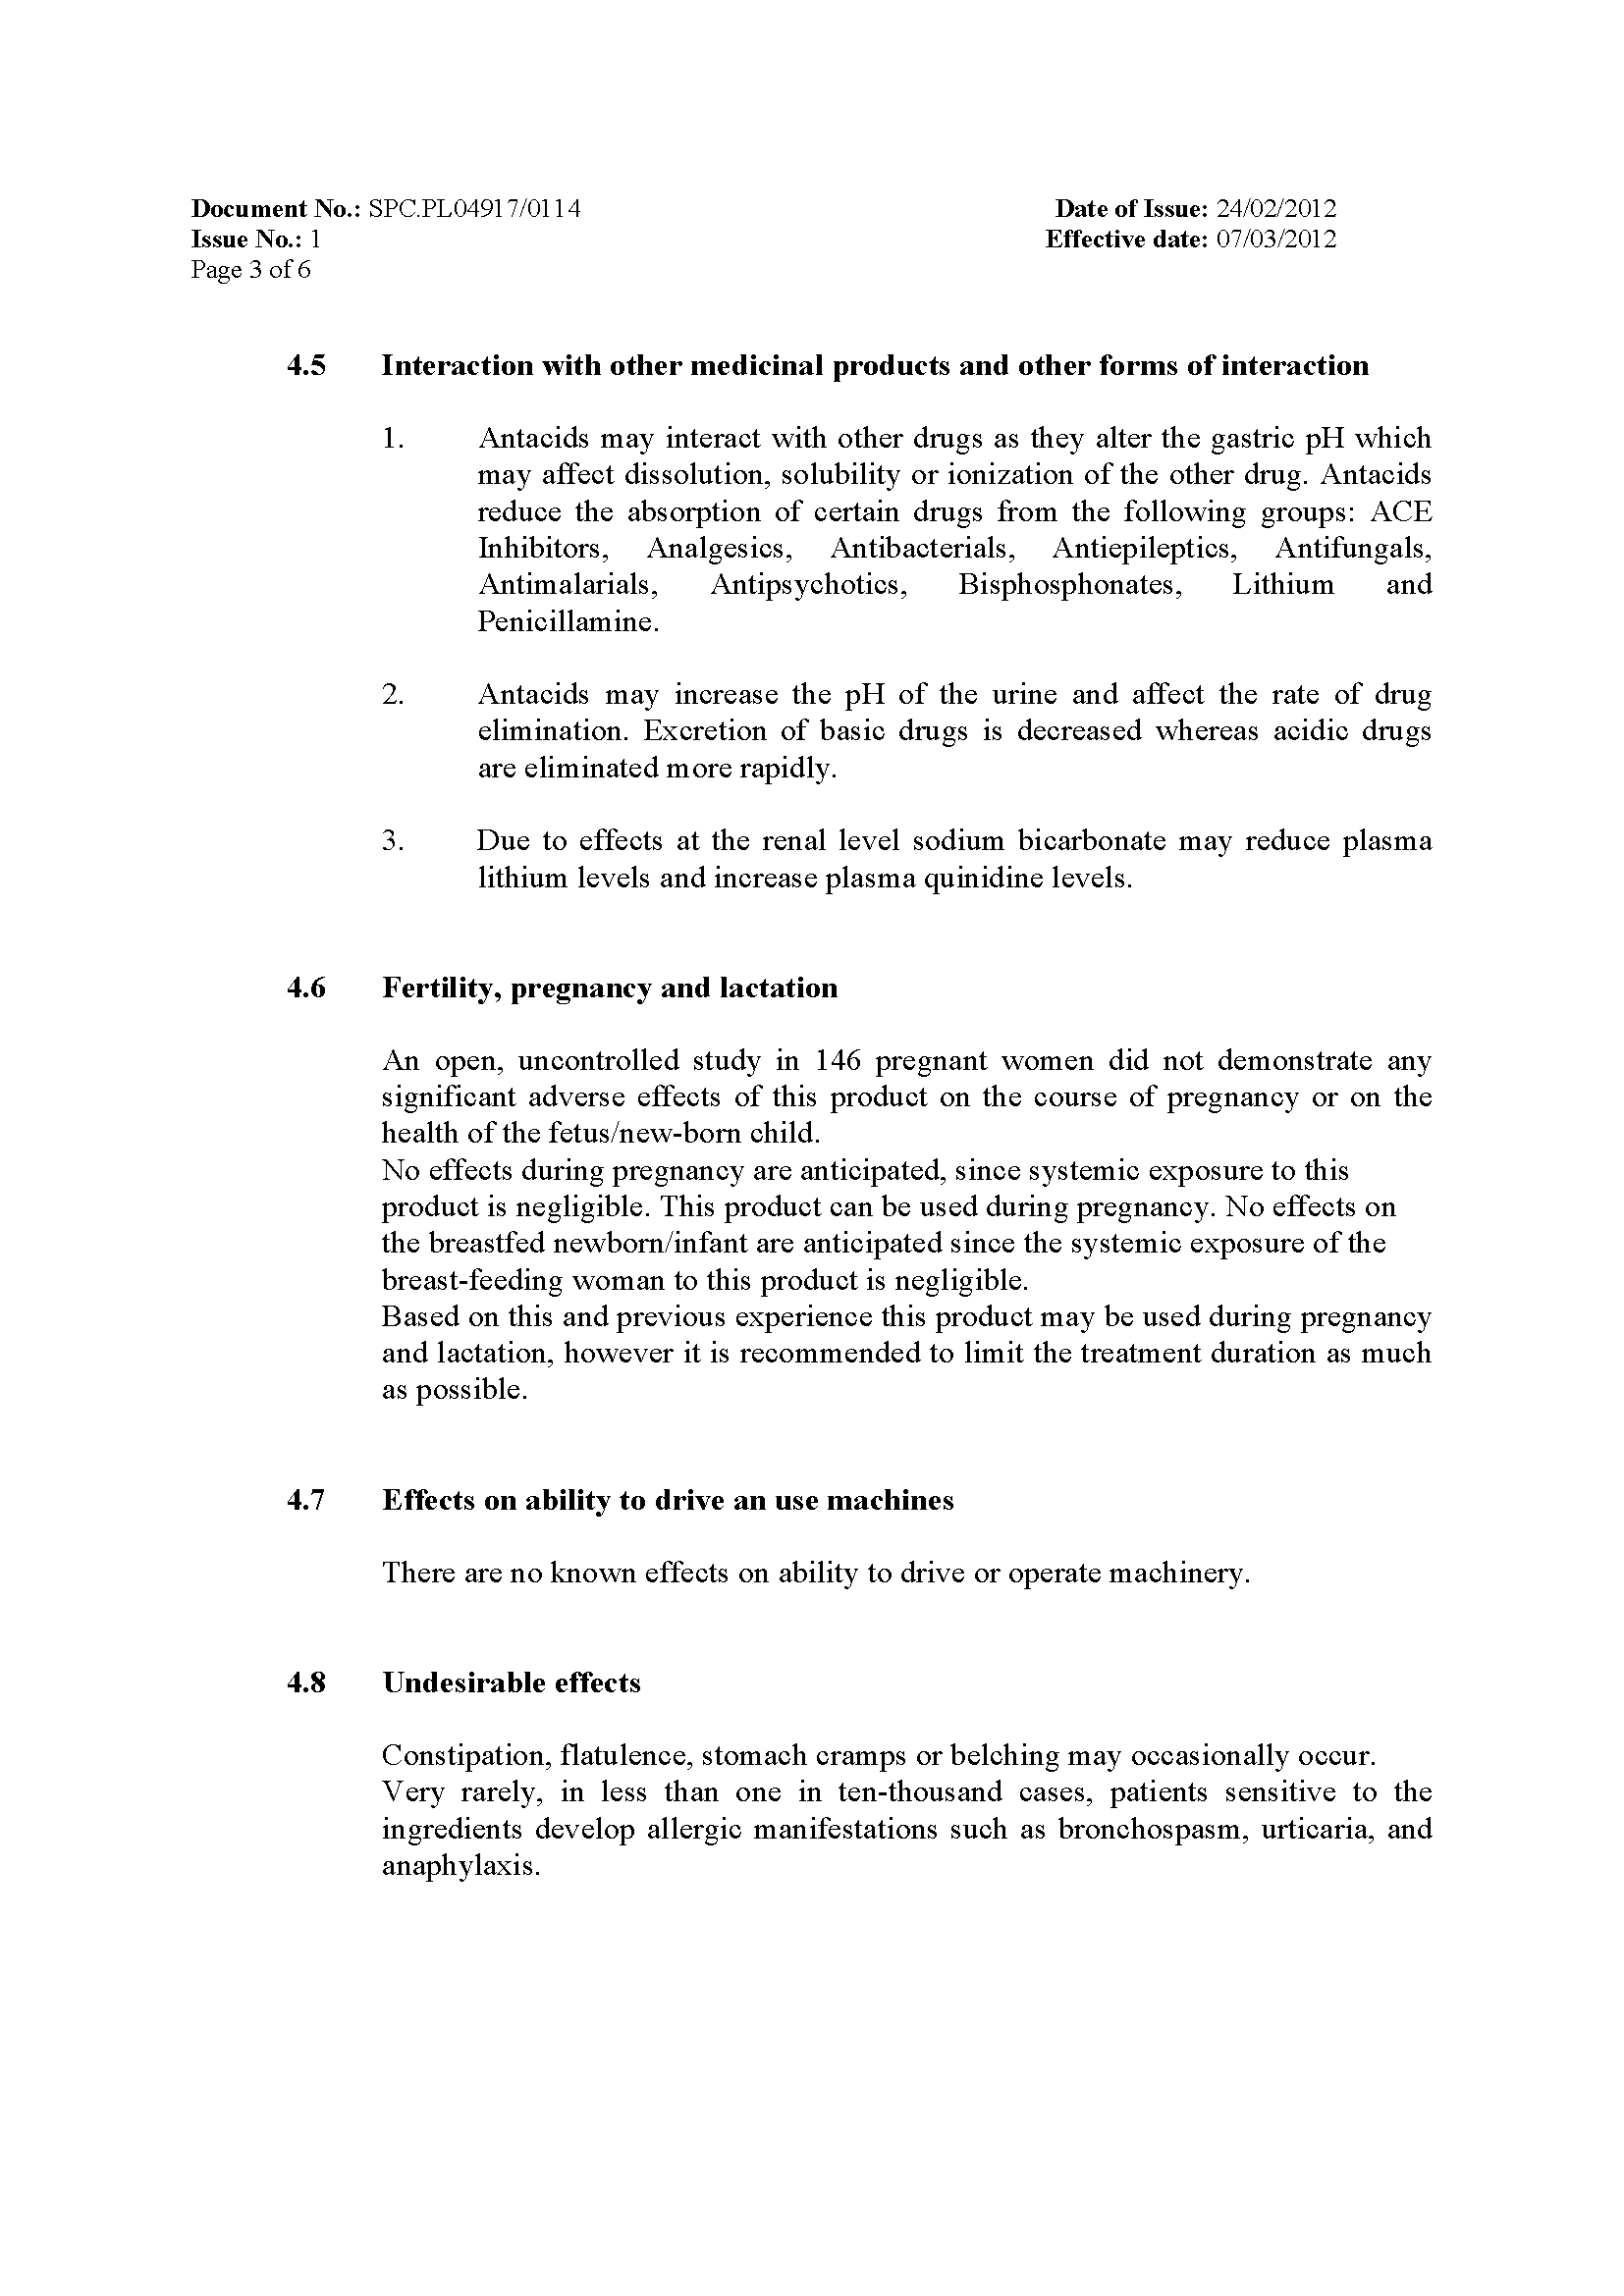 Document No.: SPC.PL04917/0114 Date of Issue: 24/02/2012
Issue No.: 1 Effective date: 07/03/2012
Page 3 of 6
4.5 Interaction with other medicinal products and other forms of interaction
1. Antacids may interact with other drugs as they alter the gastric pH which
may affect dissolution, solubility or ionization of the other drug. Antacids
reduce the absorption of certain drugs from the following groups: ACE
Inhibitors, Analgesics, Antibacterials, Antiepileptics, Antifungals,
Antimalarials, Antipsychotics, Bisphosphonates, Lithium and
Penicillamine.
2. Antacids may increase the pH of the urine and affect the rate of drug
elimination. Excretion of basic drugs is decreased whereas acidic drugs
are eliminated more rapidly.
3. Due to effects at the renal level sodium bicarbonate may reduce plasma
lithium levels and increase plasma quinidine levels.
4.6 Fertility, pregnancy and lactation
An open, uncontrolled study in 146 pregnant women did not demonstrate any
significant adverse effects of this product on the course of pregnancy or on the
health of the fetus/new-born child.
No effects during pregnancy are anticipated, since systemic exposure to this
product is negligible. This product can be used during pregnancy. No effects on
the breastfed newborn/infant are anticipated since the systemic exposure of the
breast-feeding woman to this product is negligible.
Based on this and previous experience this product may be used during pregnancy
and lactation, however it is recommended to limit the treatment duration as much
as possible.
4.7 Effects on ability to drive an use machines
There are no known effects on ability to drive or operate machinery.
4.8 Undesirable effects
Constipation, flatulence, stomach cramps or belching may occasionally occur.
Very rarely, in less than one in ten-thousand cases, patients sensitive to the
ingredients develop allergic manifestations such as bronchospasm, urticaria, and
anaphylaxis.